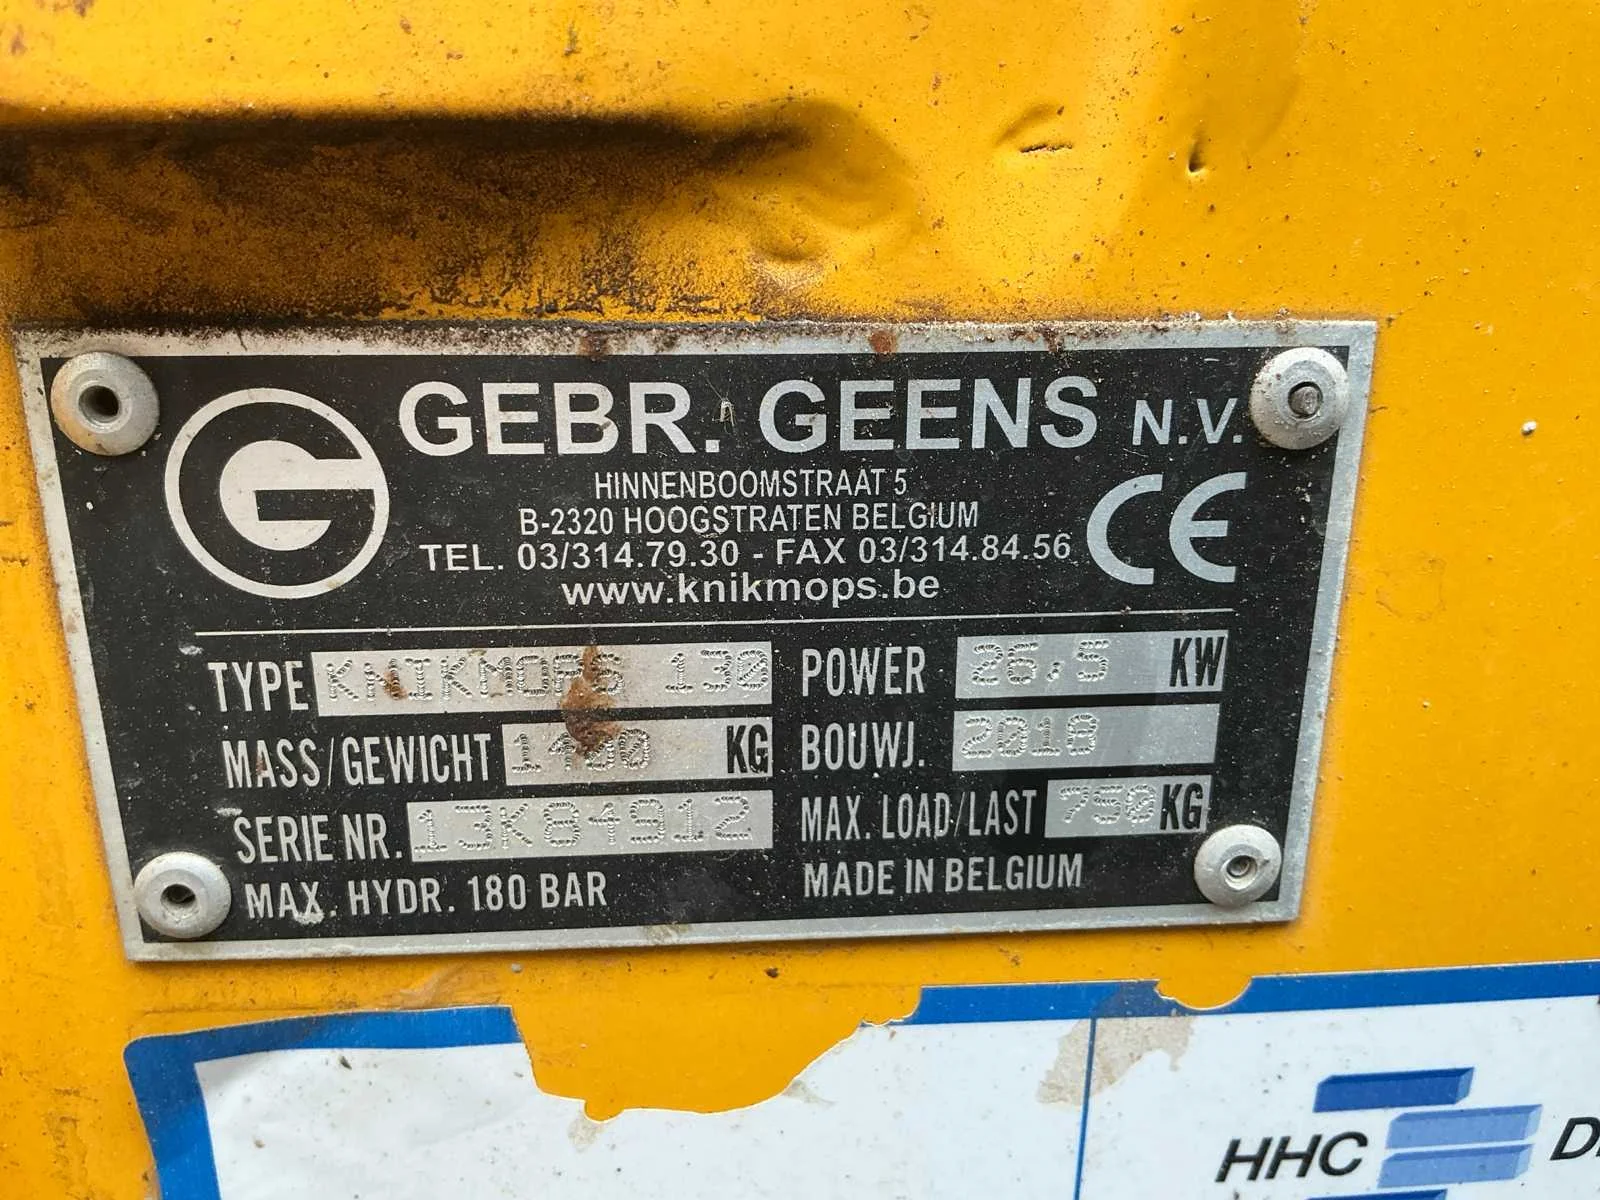 GEBR. GEENS N.V.
HINNENBOOMSTRAAT 5
B-2320 HOOGSTRATEN BELGIUM
TEL. 03/314.79.30 - FAX 03/314.84.56
www.knikmops.be
CE
TYPE KNIKMOPS 130
POWER 26,5 KW
MASS/GEWICHT KG
BOUWJ. 2018
SERIE NR. 13K84912
MAX. LOAD/LAST 750 KG
MAX. HYDR. 180 BAR
MADE IN BELGIUM
HHC